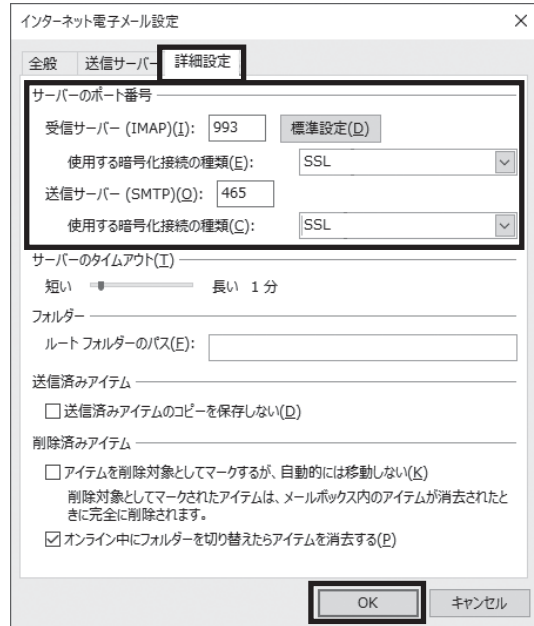 インターネット電子メール設定
全般 送信サーバー 詳細設定
サーバーのポート番号
受信サーバー (IMAP)(I): 993 標準設定(D)
使用する暗号化接続の種類(E): SSL
送信サーバー (SMTP)(O): 465
使用する暗号化接続の種類(C): SSL
サーバーのタイムアウト(T)
短い 長い 1 分
フォルダー
ルート フォルダーのパス(F):
送信済みアイテム
送信済みアイテムのコピーを保存しない(D)
削除済みアイテム
アイテムを削除対象としてマークするが、自動的には移動しない(K)
削除対象としてマークされたアイテムは、メールボックス内のアイテムが消去されたと
きに完全に削除されます。
オンライン中にフォルダーを切り替えたらアイテムを消去する(P)
OK キャンセル